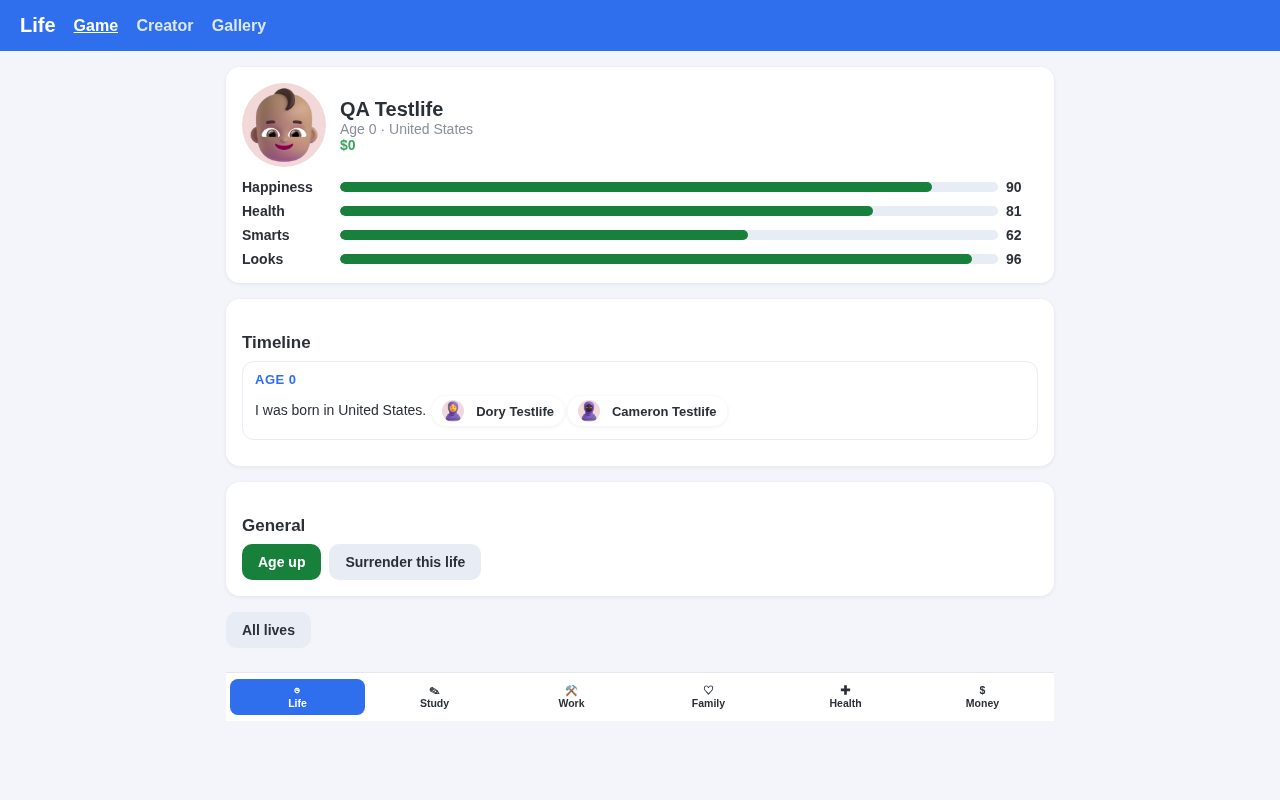 Life Game Creator Gallery
QA Testlife
Age 0 · United States
$0
Happiness 90
Health 81
Smarts 62
Looks 96
Timeline
AGE 0
I was born in United States. Dory Testlife Cameron Testlife
General
Age up Surrender this life
All lives
Life Study Work Family Health $ Money